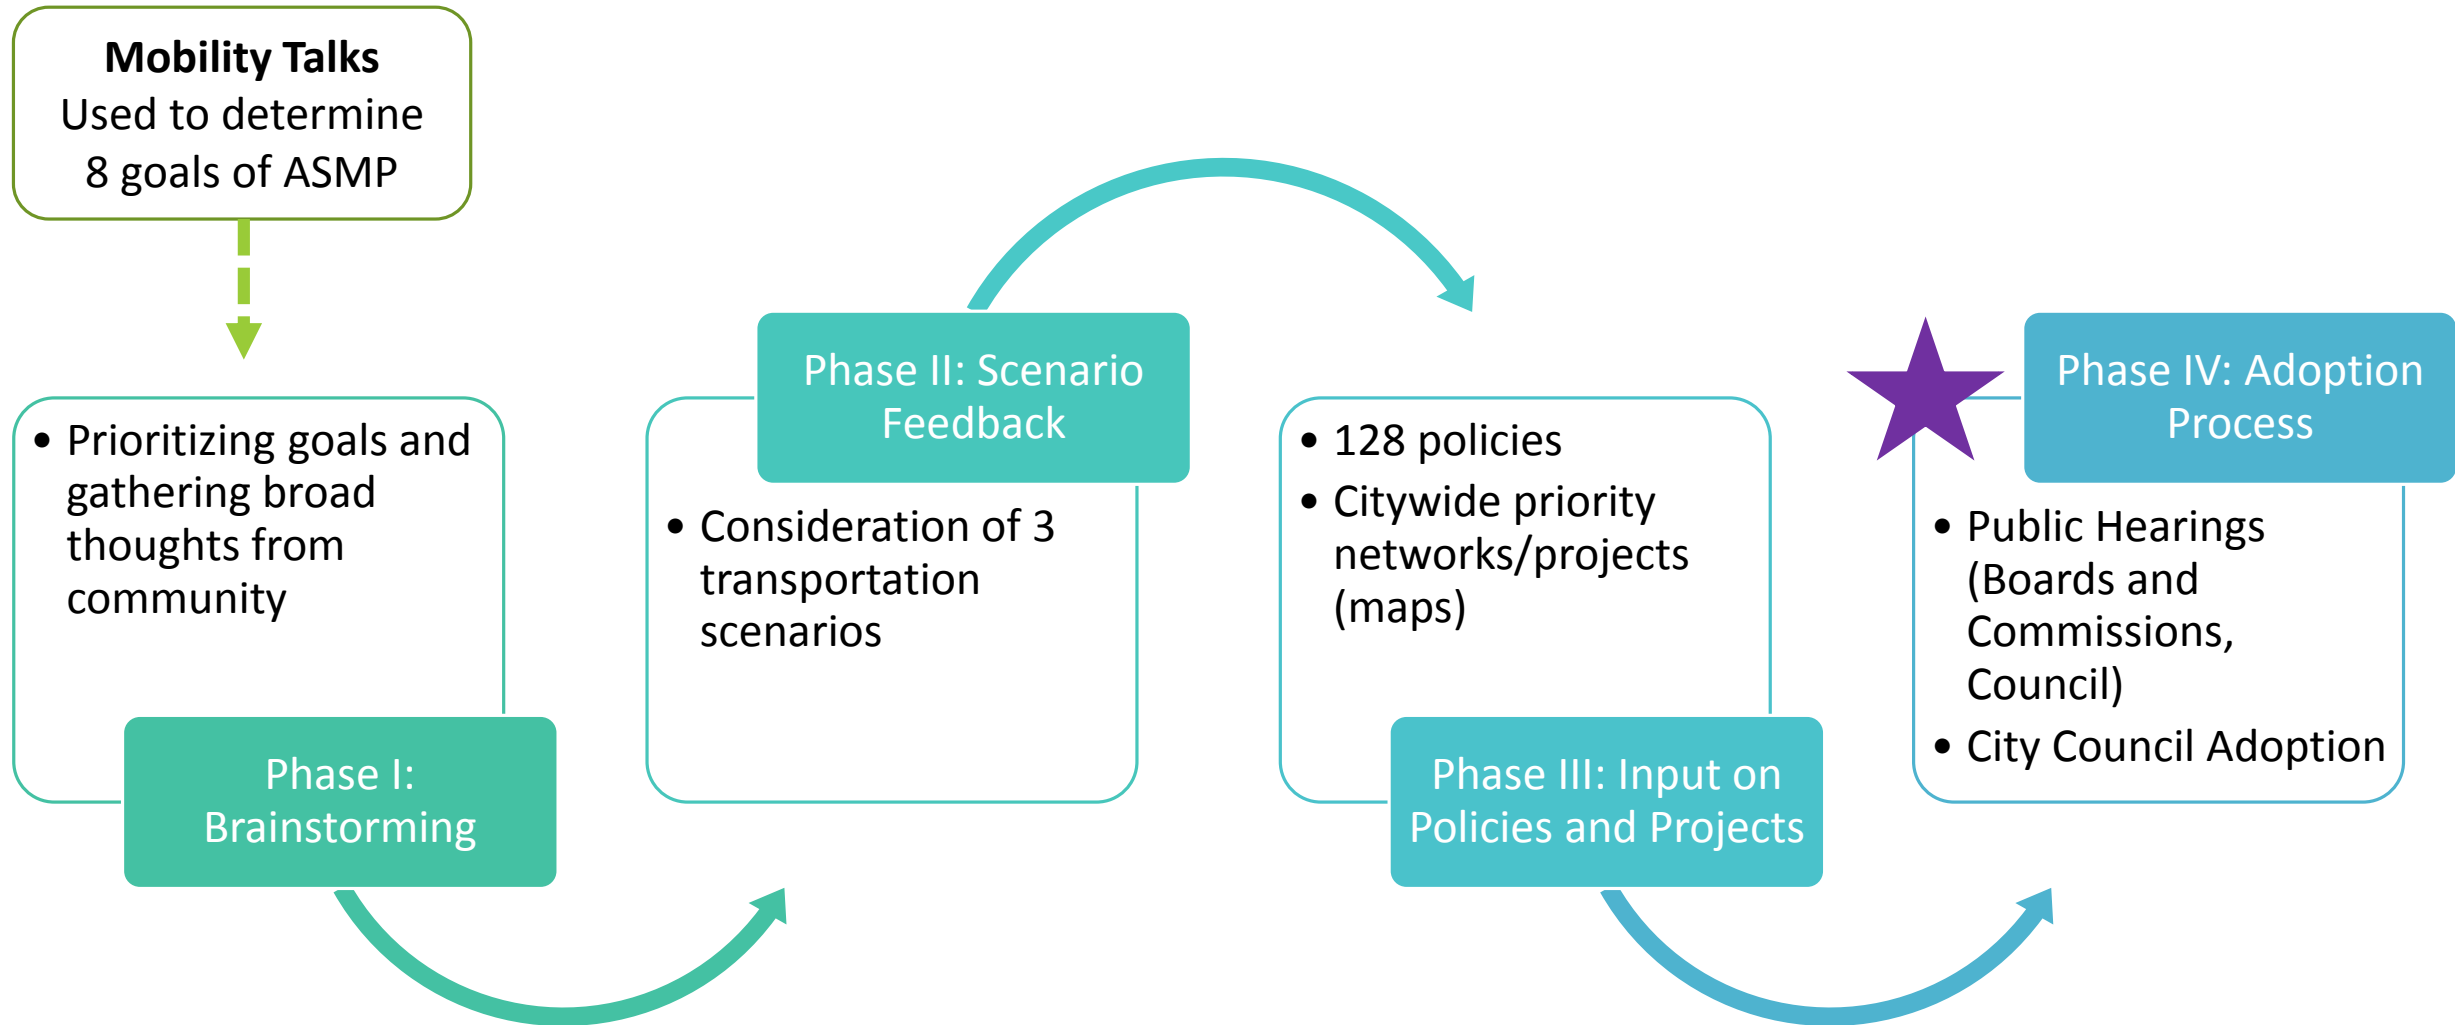 Mobility Talks
Used to determine
8 goals of ASMP
• Prioritizing goals and
gathering broad
thoughts from
community
Phase I:
Brainstorming
Phase II: Scenario
Feedback
• Consideration of 3
transportation
scenarios
• 128 policies
• Citywide priority
networks/projects
(maps)
Phase III: Input on
Policies and Projects
Phase IV: Adoption
Process
• Public Hearings
(Boards and
Commissions,
Council)
• City Council Adoption